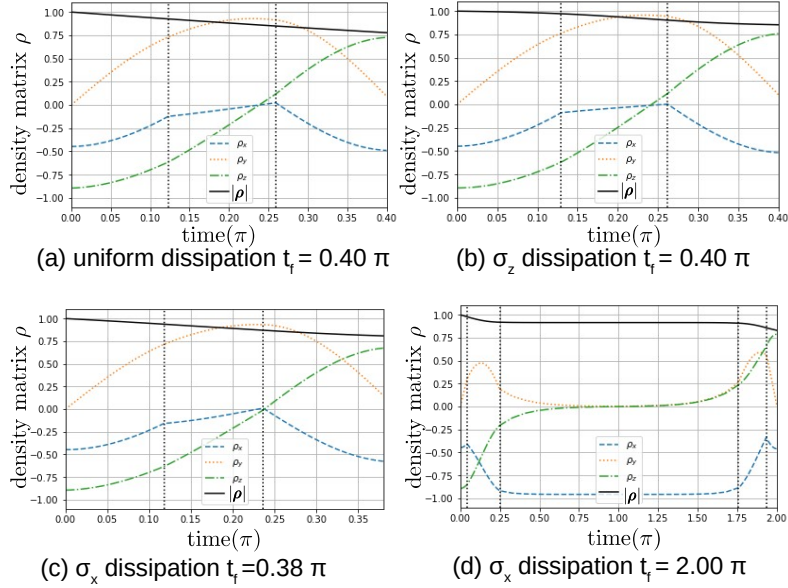 density matrix ρ
1.00
0.75
0.50
0.25
0.00
−0.25
−0.50
−0.75
−1.00
ρx
ρy
ρz
|ρ|
0.00 0.05 0.10 0.15 0.20 0.25 0.30 0.35 0.40
time(π)
(a) uniform dissipation tf = 0.40 π
density matrix ρ
1.00
0.75
0.50
0.25
0.00
−0.25
−0.50
−0.75
−1.00
ρx
ρy
ρz
|ρ|
0.00 0.05 0.10 0.15 0.20 0.25 0.30 0.35 0.40
time(π)
(b) σz dissipation tf = 0.40 π
density matrix ρ
1.00
0.75
0.50
0.25
0.00
−0.25
−0.50
−0.75
−1.00
ρx
ρy
ρz
|ρ|
0.00 0.05 0.10 0.15 0.20 0.25 0.30 0.35
time(π)
(c) σx dissipation tf =0.38 π
density matrix ρ
1.00
0.75
0.50
0.25
0.00
−0.25
−0.50
−0.75
−1.00
ρx
ρy
ρz
|ρ|
0.00 0.25 0.50 0.75 1.00 1.25 1.50 1.75 2.00
time(π)
(d) σx dissipation tf = 2.00 π